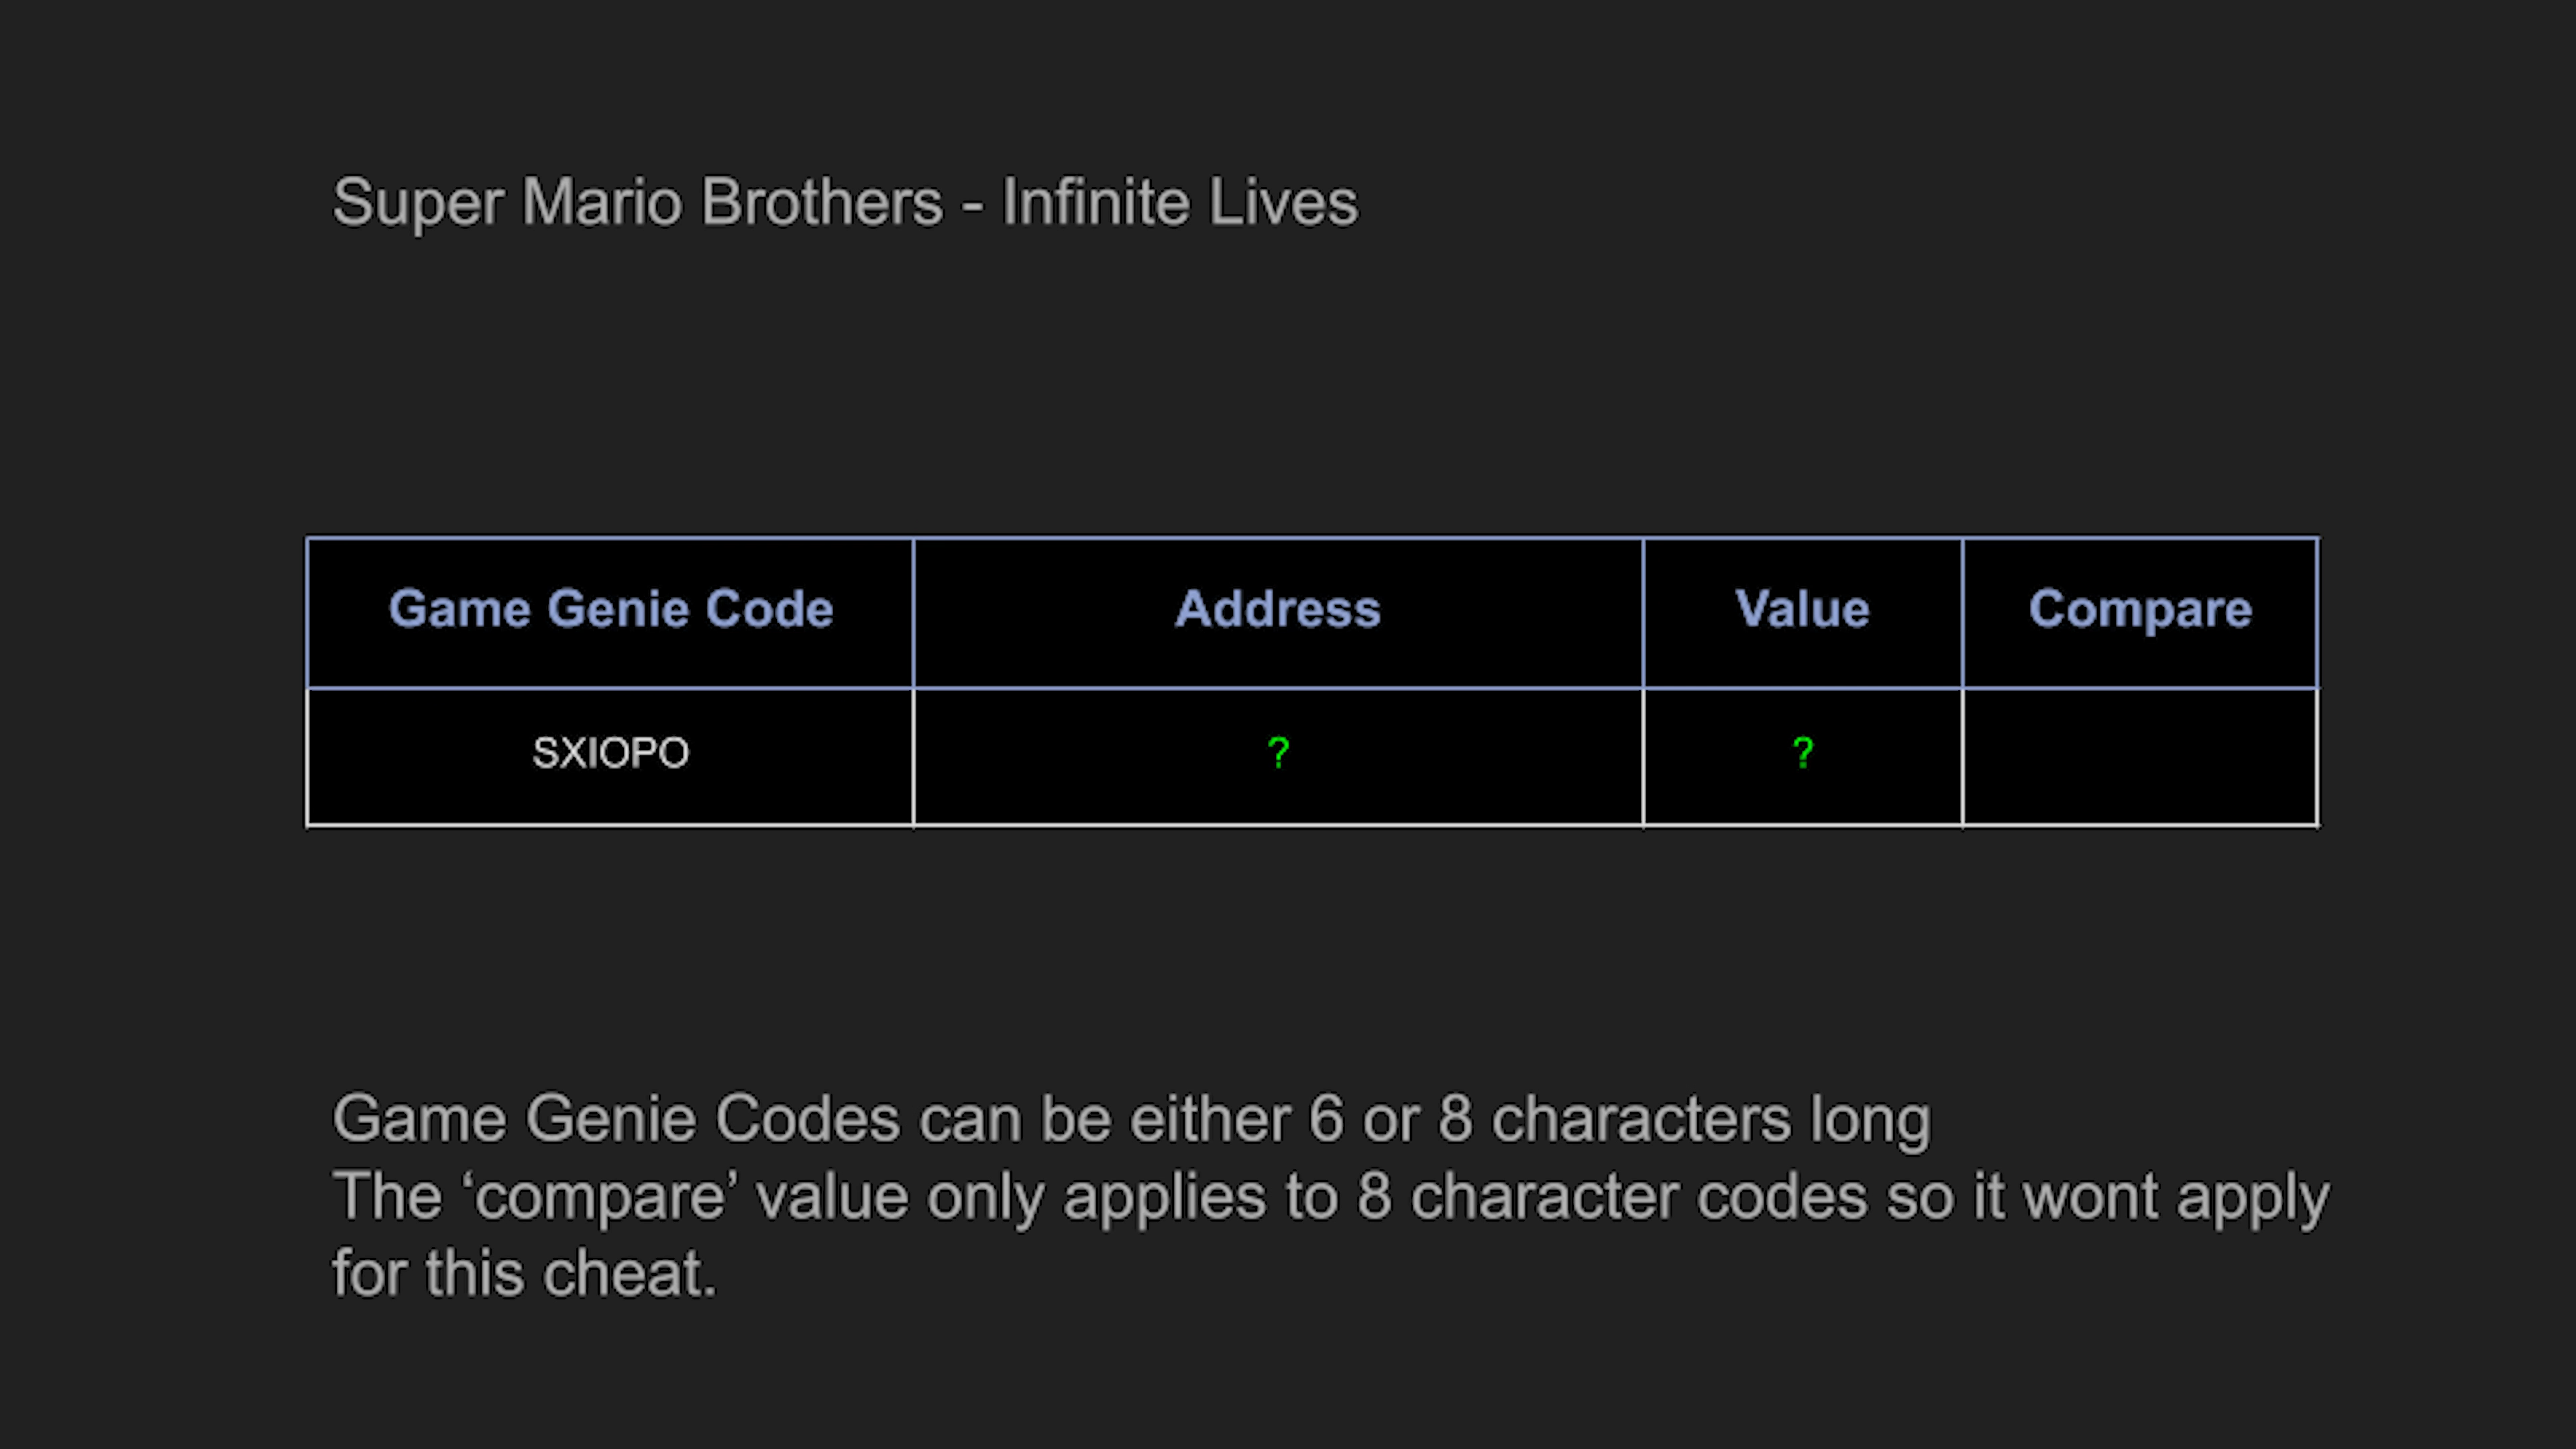 Super Mario Brothers - Infinite Lives
Game Genie Code Address Value Compare
SXIOPO ? ?
Game Genie Codes can be either 6 or 8 characters long
The ‘compare’ value only applies to 8 character codes so it wont apply
for this cheat.